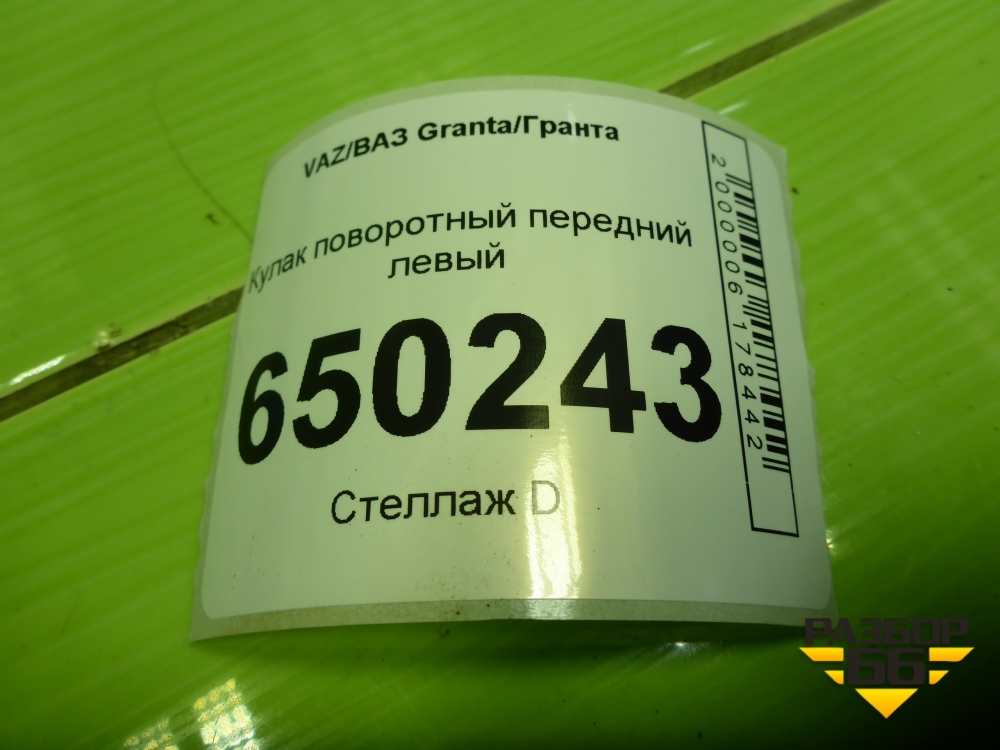 VAZ/ВАЗ Granta/Гранта
Кулак поворотный передний
левый
650243
Стеллаж D
2000006178442
РАЗБОР
66